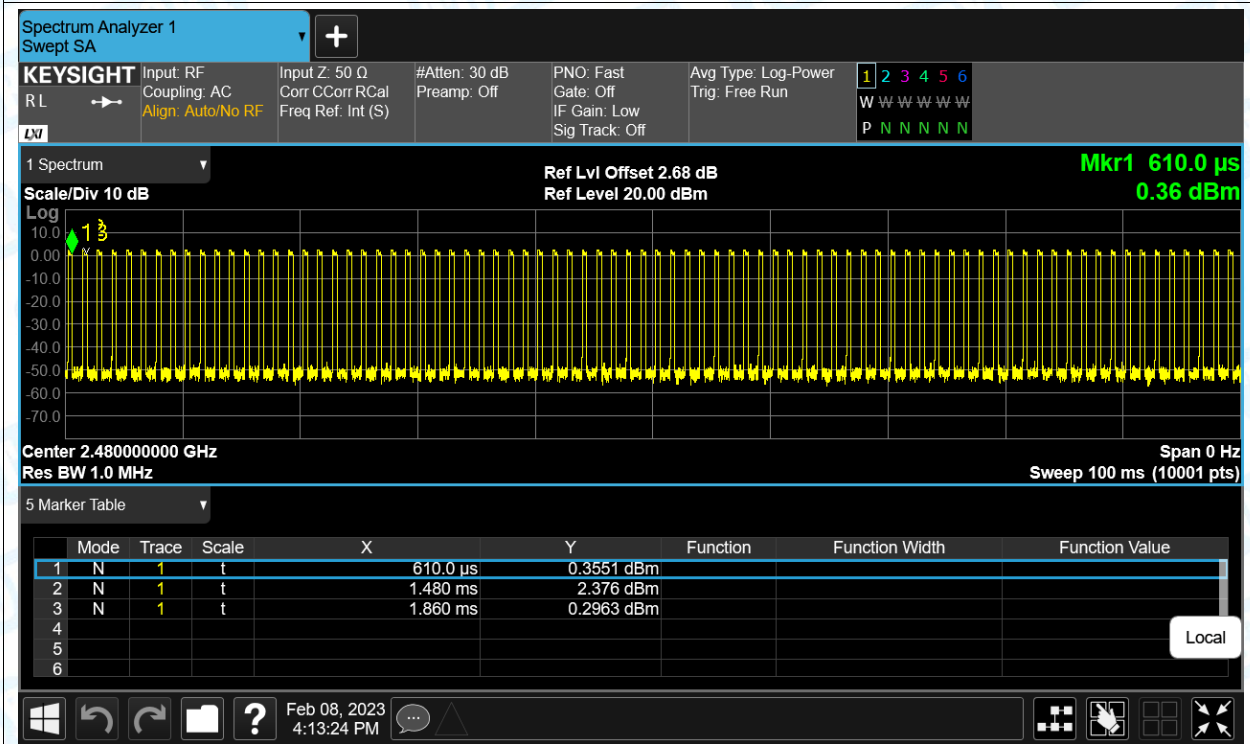 Spectrum Analyzer 1
Swept SA
KEYSIGHT
RL
LXI
Input: RF
Coupling: AC
Align: Auto/No RF
Input Z: 50 Ω
Corr CCorr RCal
Freq Ref: Int (S)
#Atten: 30 dB
Preamp: Off
PNO: Fast
Gate: Off
IF Gain: Low
Sig Track: Off
Avg Type: Log-Power
Trig: Free Run
1 2 3 4 5 6
W W W W W W
P N N N N N
1 Spectrum
Scale/Div 10 dB
Ref Lvl Offset 2.68 dB
Ref Level 20.00 dBm
Mkr1 610.0 µs
0.36 dBm
Log
10.0
0.00
-10.0
-20.0
-30.0
-40.0
-50.0
-60.0
-70.0
1 3
Center 2.480000000 GHz
Res BW 1.0 MHz
Span 0 Hz
Sweep 100 ms (10001 pts)
5 Marker Table
Mode Trace Scale X Y Function Function Width Function Value
1 N 1 t 610.0 µs 0.3551 dBm
2 N 1 t 1.480 ms 2.376 dBm
3 N 1 t 1.860 ms 0.2963 dBm
4
5
6
Local
?
Feb 08, 2023
4:13:24 PM